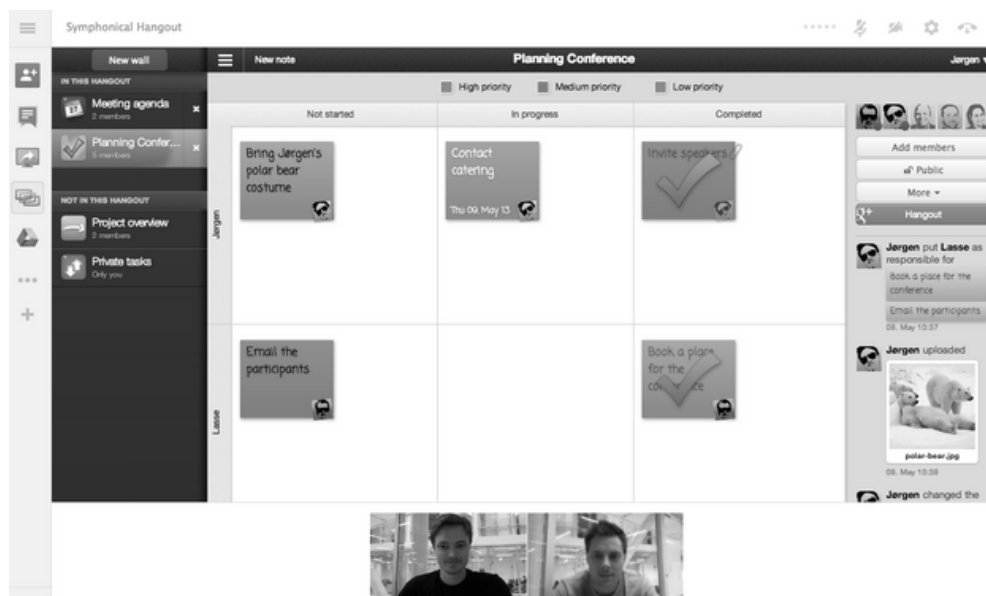 Symphonical Hangout
New wall
New note
Planning Conference
Jørgen
IN THIS HANGOUT
Meeting agenda
2 members
Planning Confer...
5 members
NOT IN THIS HANGOUT
Project overview
2 members
Private tasks
Only you
High priority
Medium priority
Low priority
Not started
In progress
Completed
Jørgen
Bring Jørgen's
polar bear
costume
Contact
catering
Thu 09. May 13
Invite speakers
Lasse
Email the
participants
Book a place
for the
conference
Add members
Public
More
g+ Hangout
Jørgen put Lasse as
responsible for
Book a place for the
conference
Email the participants
08. May 10:37
Jørgen uploaded
polar-bear.jpg
08. May 10:38
Jørgen changed the